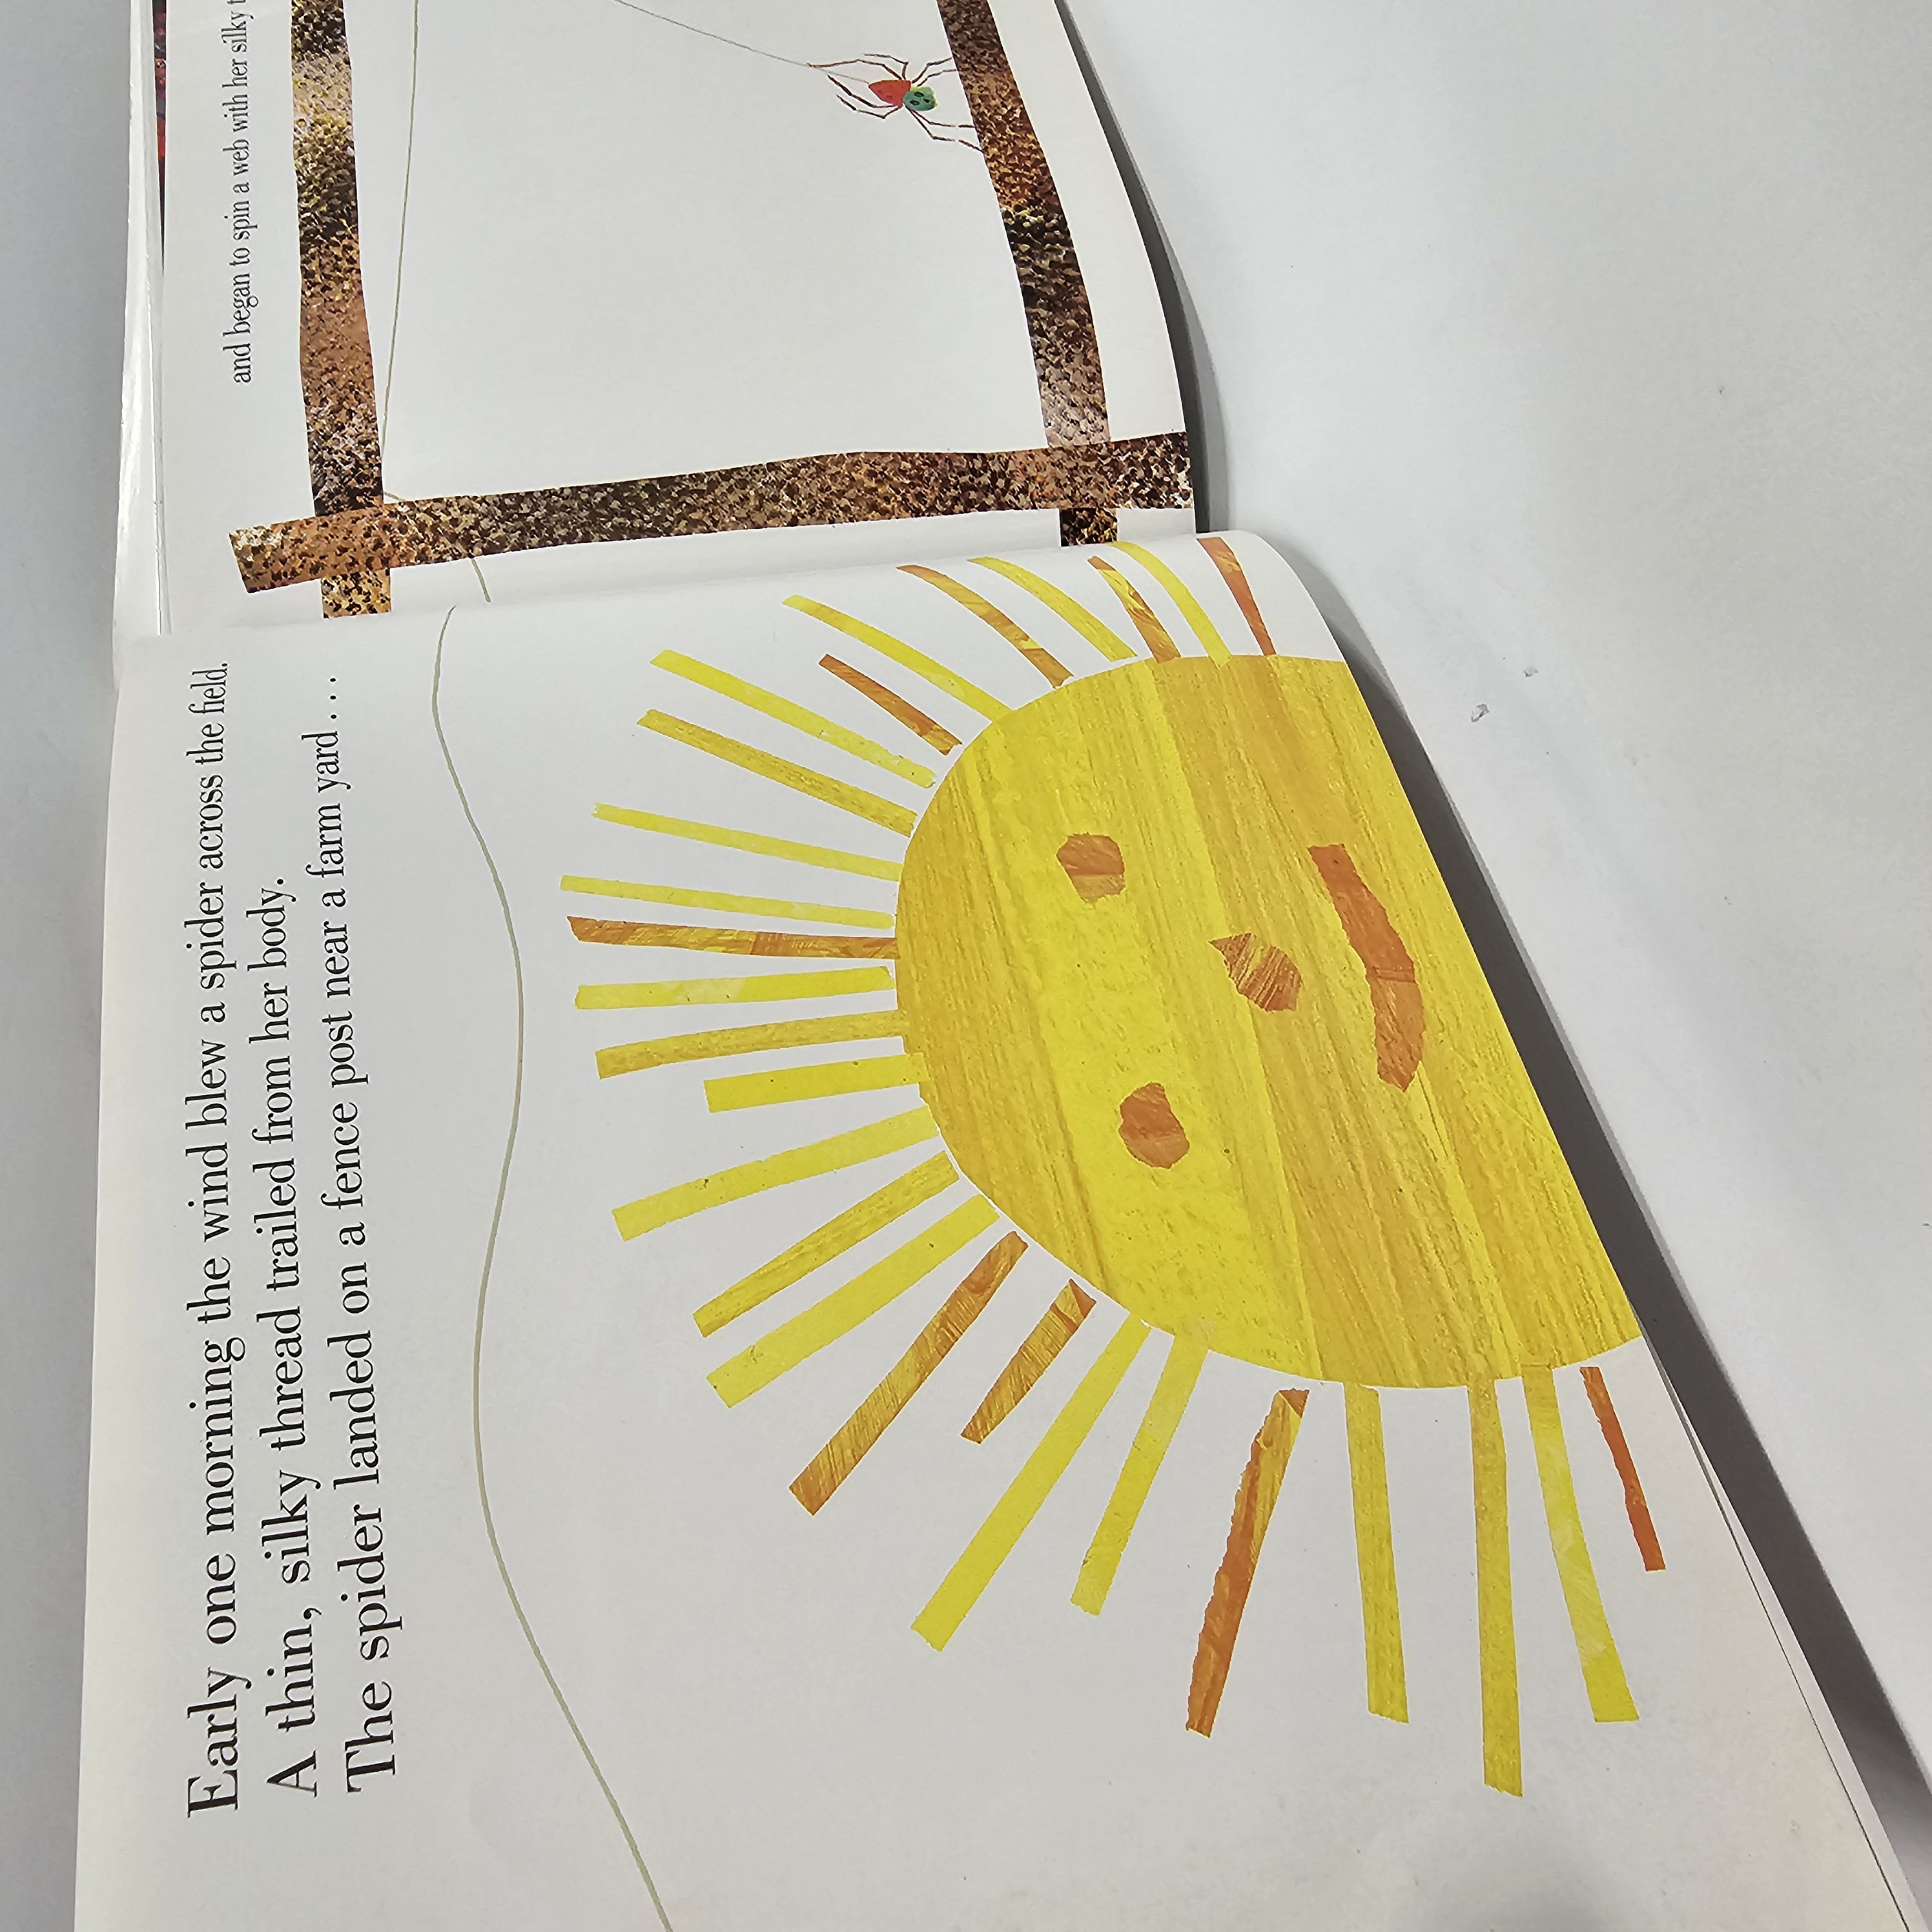 Early one morning the wind blew a spider across the field.
A thin, silky thread trailed from her body.
The spider landed on a fence post near a farm yard . . .
and began to spin a web with her silky